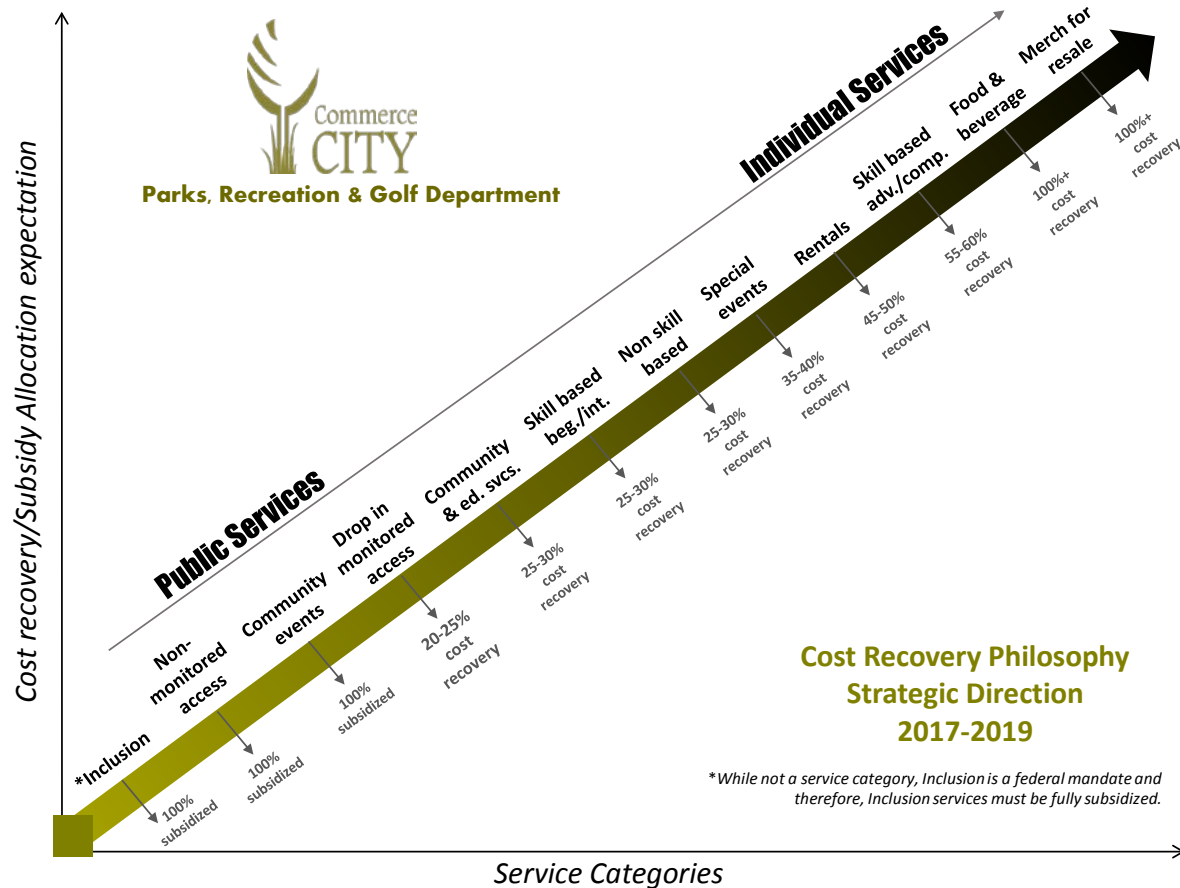 Commerce
CITY
Parks, Recreation & Golf Department
Cost recovery/Subsidy Allocation expectation
Public Services
Individual Services
*Inclusion
100%
subsidized
Non-
monitored
access
100%
subsidized
Community
events
100%
subsidized
Drop in
monitored
access
20-25%
cost
recovery
Community
& ed. svcs.
25-30%
cost
recovery
Skill based
beg./int.
25-30%
cost
recovery
Non skill
based
25-30%
cost
recovery
Special
events
35-40%
cost
recovery
Rentals
45-50%
cost
recovery
Skill based
adv./comp.
55-60%
cost
recovery
Food &
beverage
100%+
cost
recovery
Merch for
resale
100%+
cost
recovery
Cost Recovery Philosophy
Strategic Direction
2017-2019
*While not a service category, Inclusion is a federal mandate and
therefore, Inclusion services must be fully subsidized.
Service Categories